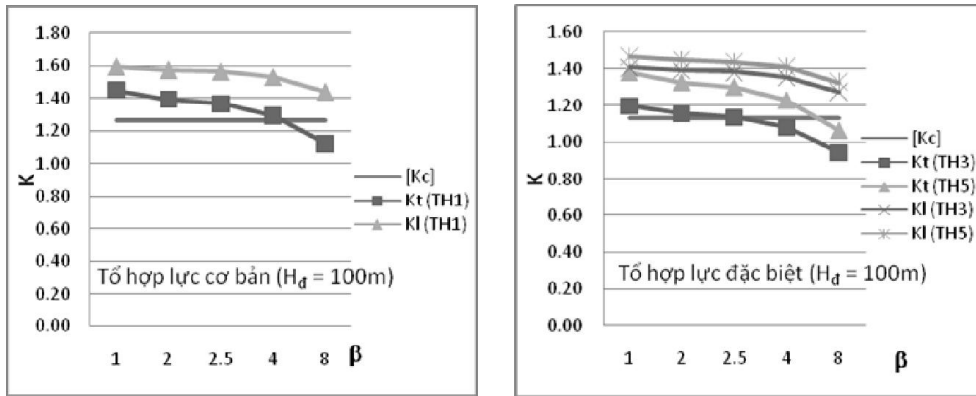 1.80
1.60
1.40
1.20
1.00
0.80
0.60
0.40
0.20
0.00
K
[Kc]
Kt (TH1)
Kl (TH1)
Tổ hợp lực cơ bản (Hđ = 100m)
1 2 2.5 4 8 β
1.60
1.40
1.20
1.00
0.80
0.60
0.40
0.20
0.00
K
[Kc]
Kt (TH3)
Kt (TH5)
Kl (TH3)
Kl (TH5)
Tổ hợp lực đặc biệt (Hđ = 100m)
1 2 2.5 4 8 β